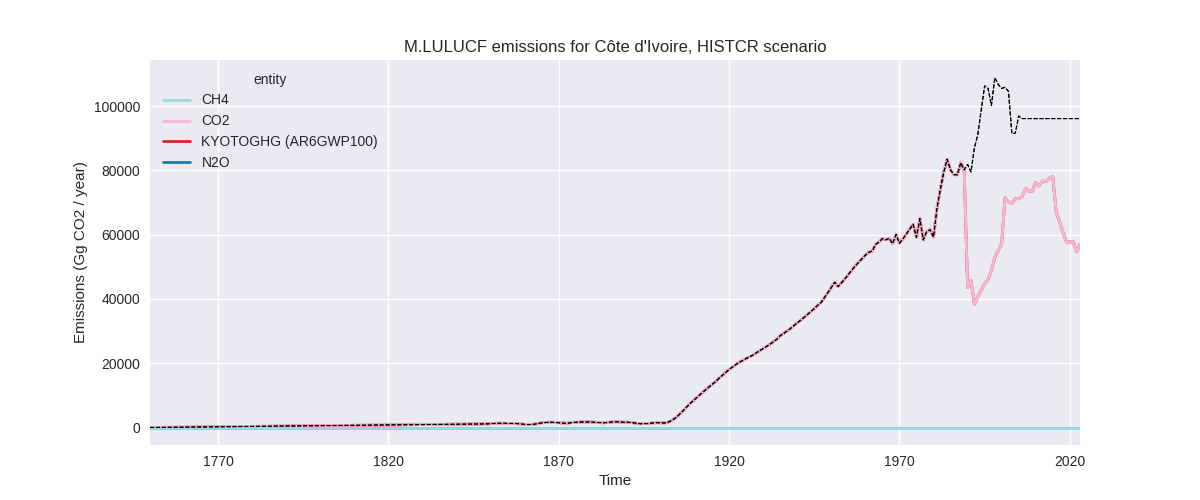 M.LULUCF emissions for Côte d'Ivoire, HISTCR scenario
entity
CH4
CO2
KYOTOGHG (AR6GWP100)
N2O
Emissions (Gg CO2 / year)
100000
80000
60000
40000
20000
0
1770 1820 1870 1920 1970 2020
Time